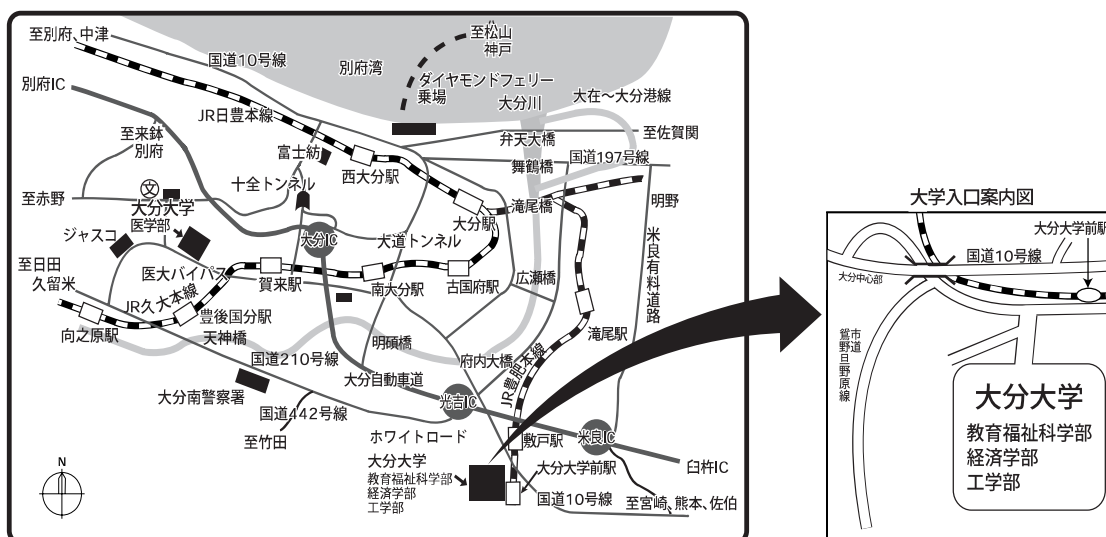 至別府、中津
国道10号線
至松山
神戸
別府湾
別府IC
ダイヤモンドフェリー
乗場
大分川
大在〜大分港線
JR日豊本線
至来鉢
別府
弁天大橋
至佐賀関
富士紡
西大分駅
舞鶴橋
国道197号線
十全トンネル
至赤野
文
大分大学
医学部
滝尾橋
明野
大分駅
ジャスコ
大分IC
大道トンネル
米良有料道路
至日田
久留米
医大バイパス
賀来駅
南大分駅
古国府駅
広瀬橋
JR久大本線
豊後国分駅
向之原駅
天神橋
滝尾駅
明磧橋
国道210号線
府内大橋
JR豊肥本線
大分自動車道
大分南警察署
国道442号線
光吉IC
至竹田
ホワイトロード
敷戸駅
米良IC
臼杵IC
大分大学
教育福祉科学部
経済学部
工学部
大分大学前駅
国道10号線
至宮崎、熊本、佐伯
N
大学入口案内図
大分大学前駅
国道10号線
大分中心部
市道
鴛野旦野原線
大分大学
教育福祉科学部
経済学部
工学部